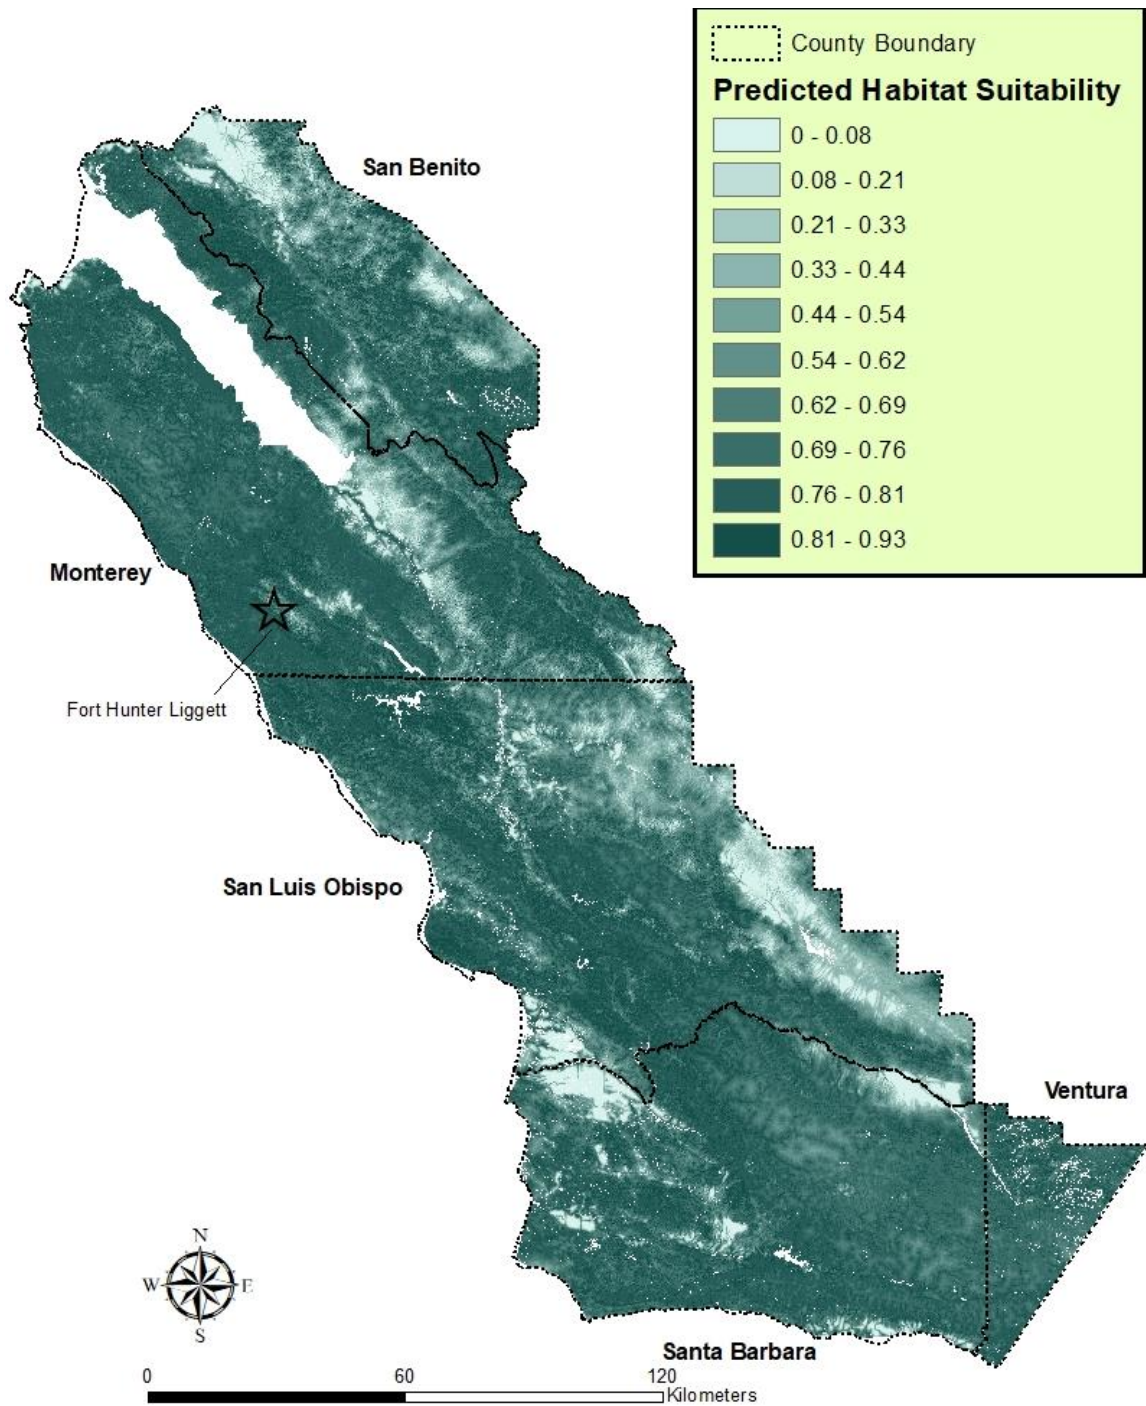 County Boundary
Predicted Habitat Suitability
0 - 0.08
0.08 - 0.21
0.21 - 0.33
0.33 - 0.44
0.44 - 0.54
0.54 - 0.62
0.62 - 0.69
0.69 - 0.76
0.76 - 0.81
0.81 - 0.93
San Benito
Monterey
Fort Hunter Liggett
San Luis Obispo
Ventura
N
W E
S
Santa Barbara
0 60 120
Kilometers